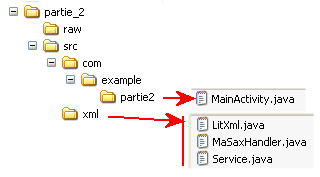 partie_2
raw
src
com
example
partie2
MainActivity.java
xml
LitXml.java
MaSaxHandler.java
Service.java